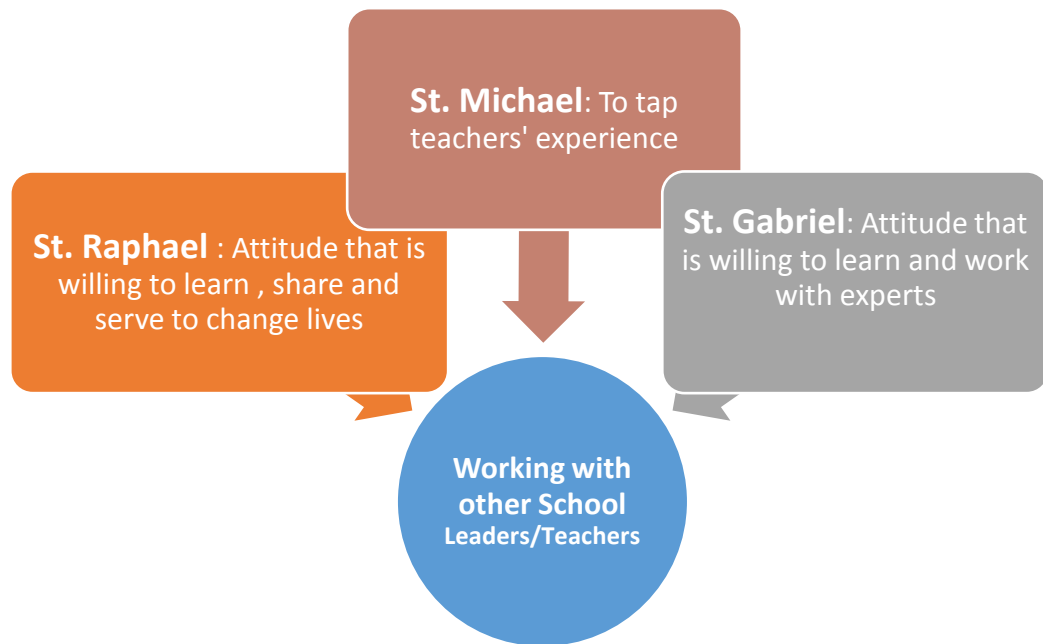 St. Michael: To tap
teachers' experience
St. Raphael : Attitude that is
willing to learn , share and
serve to change lives
St. Gabriel: Attitude that
is willing to learn and work
with experts
Working with
other School
Leaders/Teachers